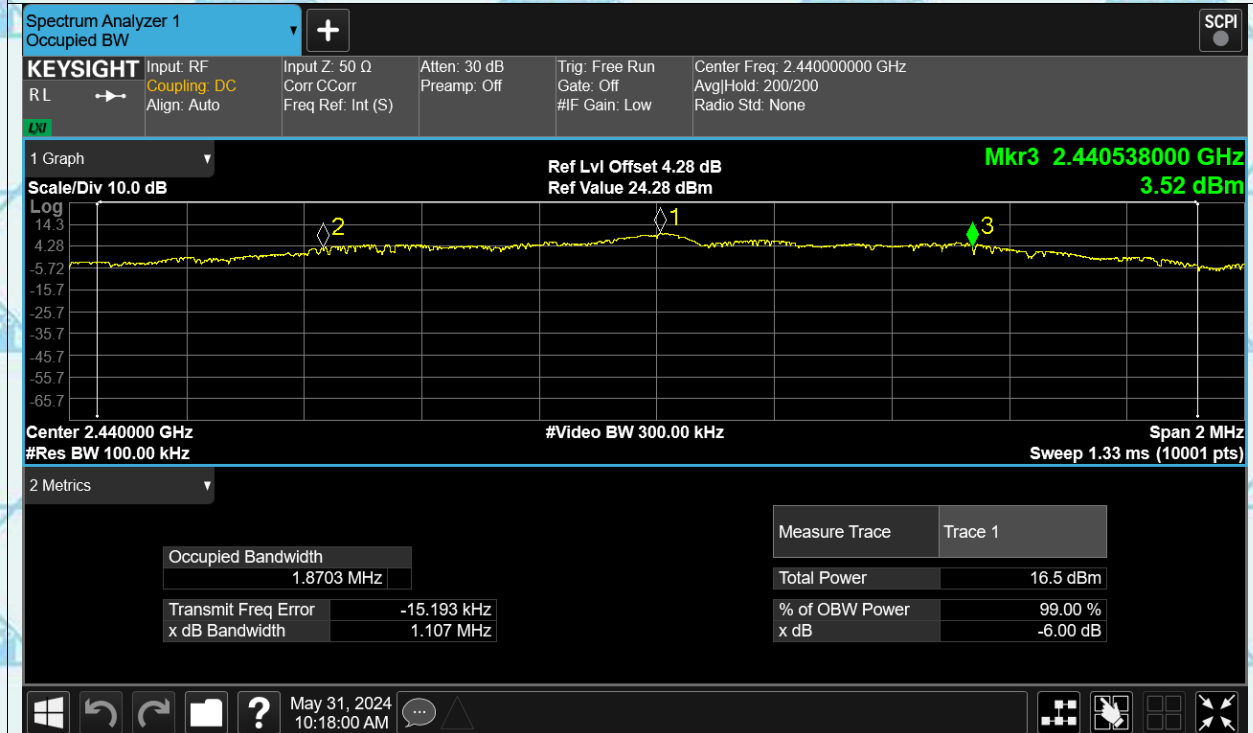 Spectrum Analyzer 1
Occupied BW
▼
+
SCPI
KEYSIGHT
R L
LXI
Input: RF
Coupling: DC
Align: Auto
Input Z: 50 Ω
Corr CCorr
Freq Ref: Int (S)
Atten: 30 dB
Preamp: Off
Trig: Free Run
Gate: Off
#IF Gain: Low
Center Freq: 2.440000000 GHz
Avg|Hold: 200/200
Radio Std: None
1 Graph
▼
Scale/Div 10.0 dB
Ref Lvl Offset 4.28 dB
Ref Value 24.28 dBm
Mkr3 2.440538000 GHz
3.52 dBm
Log
14.3
4.28
-5.72
-15.7
-25.7
-35.7
-45.7
-55.7
-65.7
2
1
3
Center 2.440000 GHz
#Res BW 100.00 kHz
#Video BW 300.00 kHz
Span 2 MHz
Sweep 1.33 ms (10001 pts)
2 Metrics
▼
Occupied Bandwidth
1.8703 MHz
Transmit Freq Error -15.193 kHz
x dB Bandwidth 1.107 MHz
Measure Trace Trace 1
Total Power 16.5 dBm
% of OBW Power 99.00 %
x dB -6.00 dB
?
May 31, 2024
10:18:00 AM